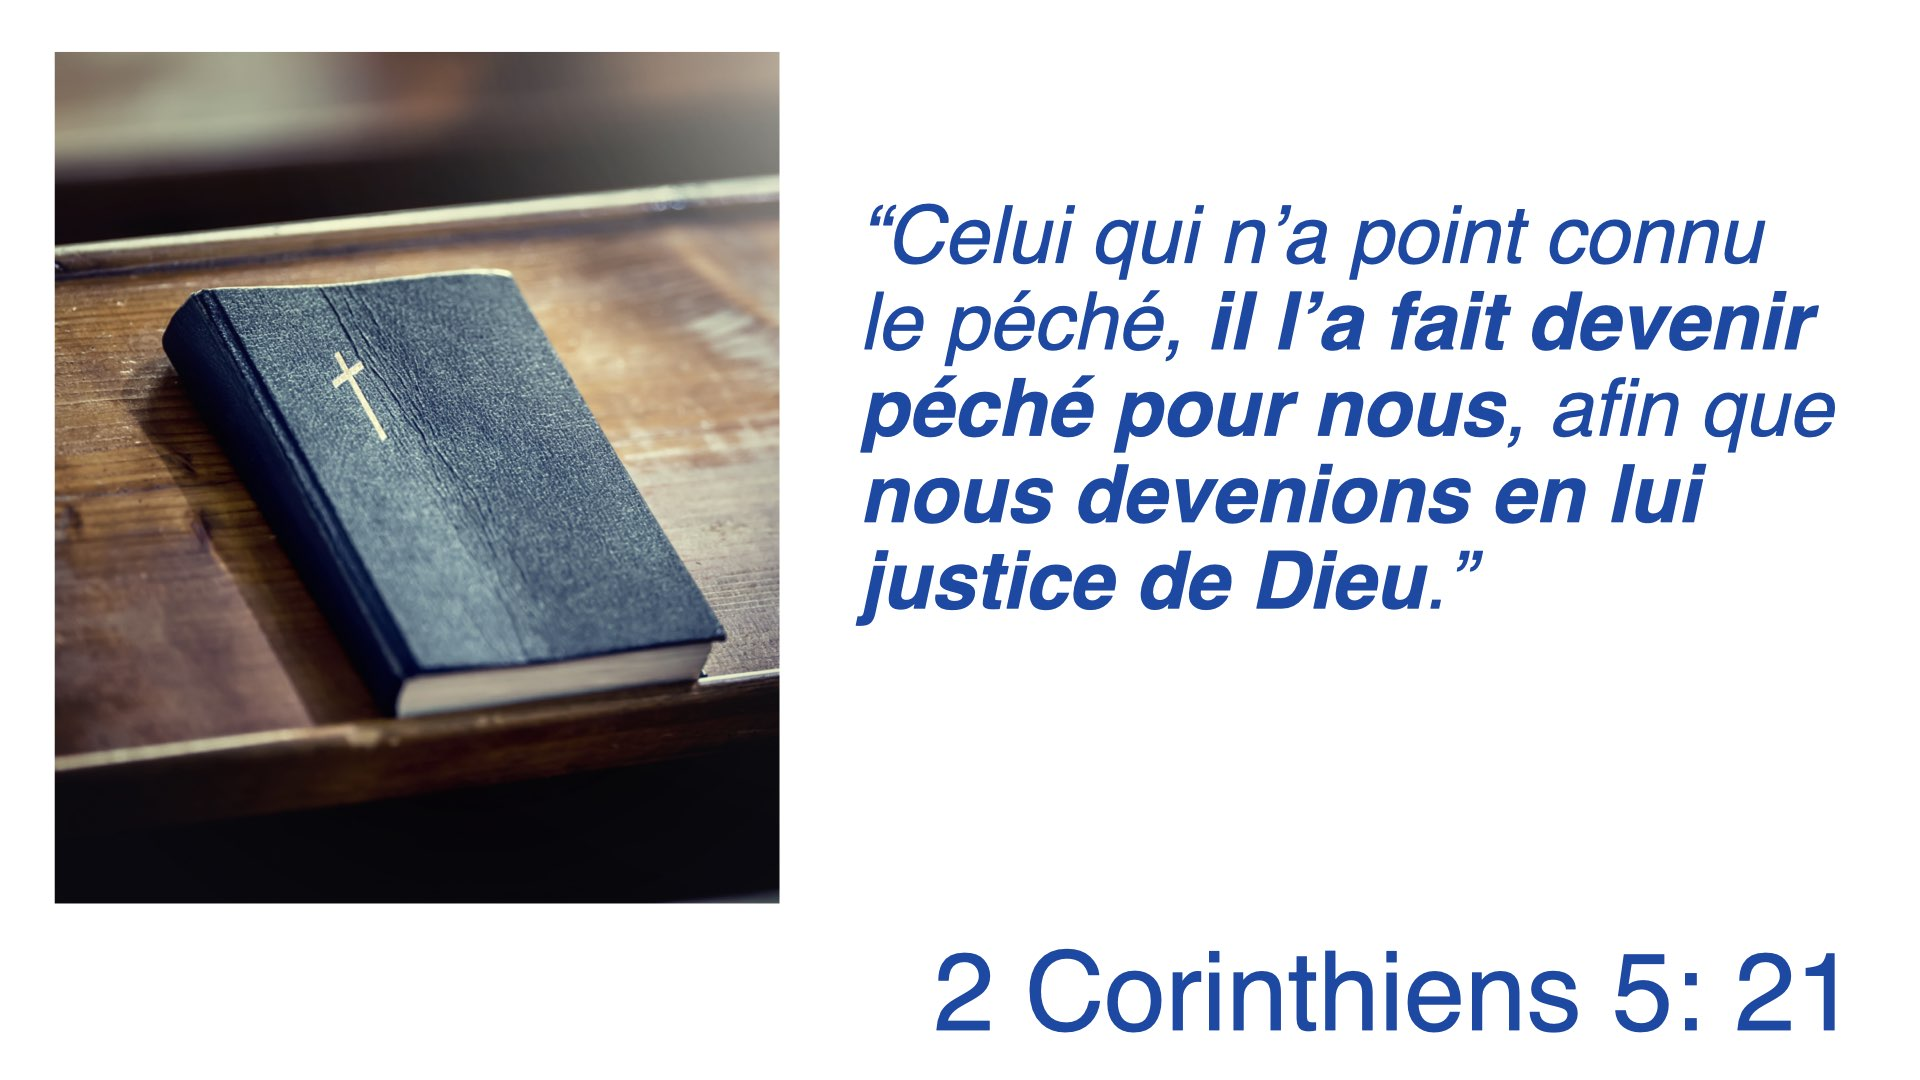 “Celui qui n’a point connu
le péché, il l’a fait devenir
péché pour nous, afin que
nous devenions en lui
justice de Dieu.”
2 Corinthiens 5: 21